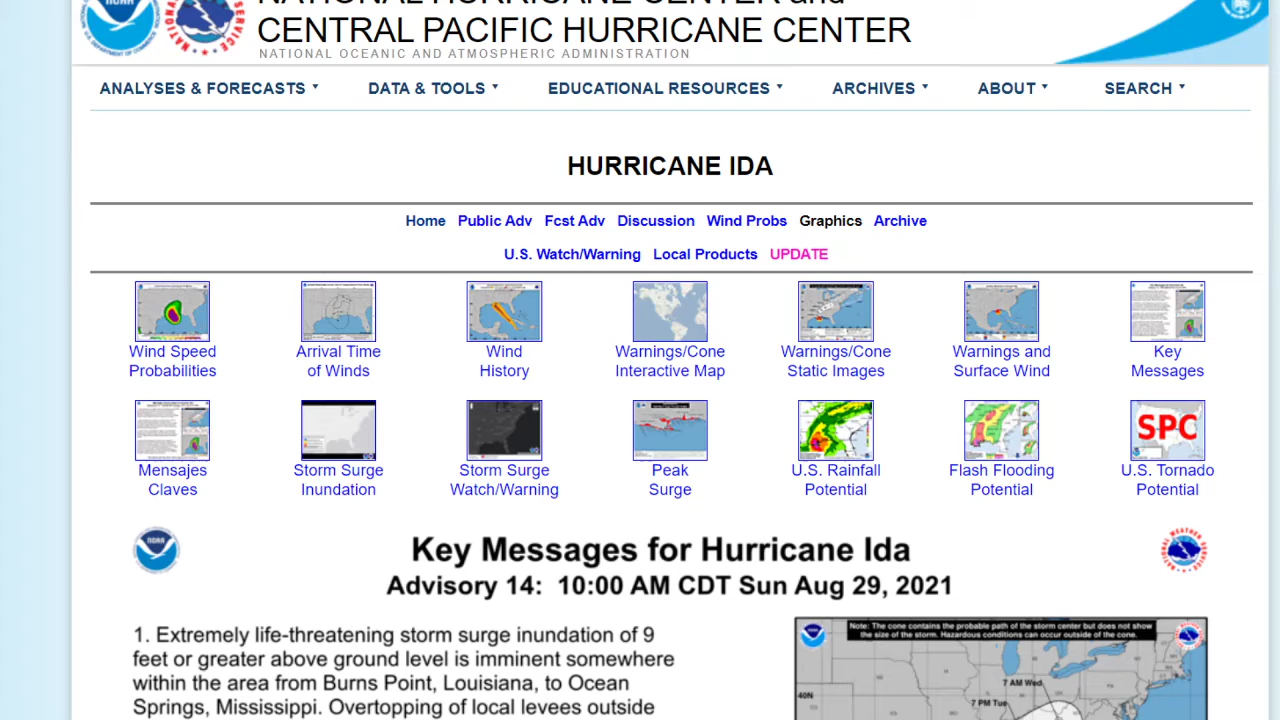 NATIONAL HURRICANE CENTER and
CENTRAL PACIFIC HURRICANE CENTER
NATIONAL OCEANIC AND ATMOSPHERIC ADMINISTRATION
ANALYSES & FORECASTS DATA & TOOLS EDUCATIONAL RESOURCES ARCHIVES ABOUT SEARCH
HURRICANE IDA
Home Public Adv Fcst Adv Discussion Wind Probs Graphics Archive
U.S. Watch/Warning Local Products UPDATE
Wind Speed Arrival Time Wind Warnings/Cone Warnings/Cone Warnings and Key
Probabilities of Winds History Interactive Map Static Images Surface Wind Messages
SPC
Mensajes Storm Surge Storm Surge Peak U.S. Rainfall Flash Flooding U.S. Tornado
Claves Inundation Watch/Warning Surge Potential Potential Potential
NOAA
Key Messages for Hurricane Ida
Advisory 14: 10:00 AM CDT Sun Aug 29, 2021
1. Extremely life-threatening storm surge inundation of 9
feet or greater above ground level is imminent somewhere
within the area from Burns Point, Louisiana, to Ocean
Springs, Mississippi. Overtopping of local levees outside
Note: The cone contains the probable path of the storm center but does not show
the size of the storm. Hazardous conditions can occur outside of the cone.
7 AM Wed
40N
7 PM Tue